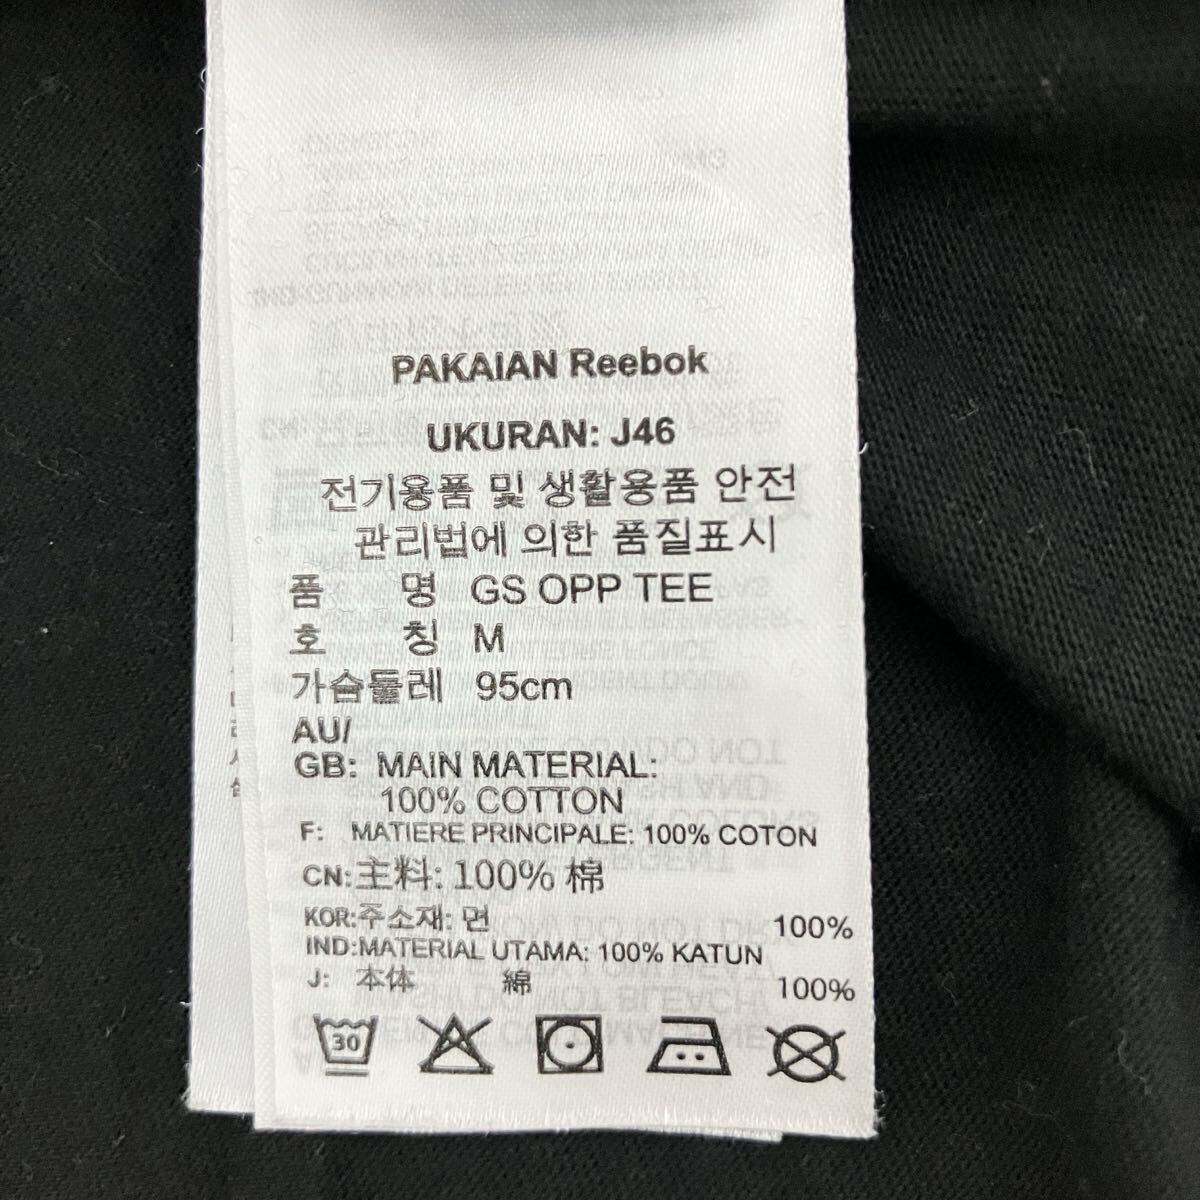 PAKAIAN Reebok
UKURAN: J46
전기용품 및 생활용품 안전
관리법에 의한 품질표시
품 명 GS OPP TEE
호 칭 M
가슴둘레 95cm
AU/
GB: MAIN MATERIAL:
100% COTTON
F: MATIERE PRINCIPALE: 100% COTON
CN:主料: 100% 棉
KOR:주소재: 면 100%
IND:MATERIAL UTAMA: 100% KATUN
J: 本体 綿 100%
30